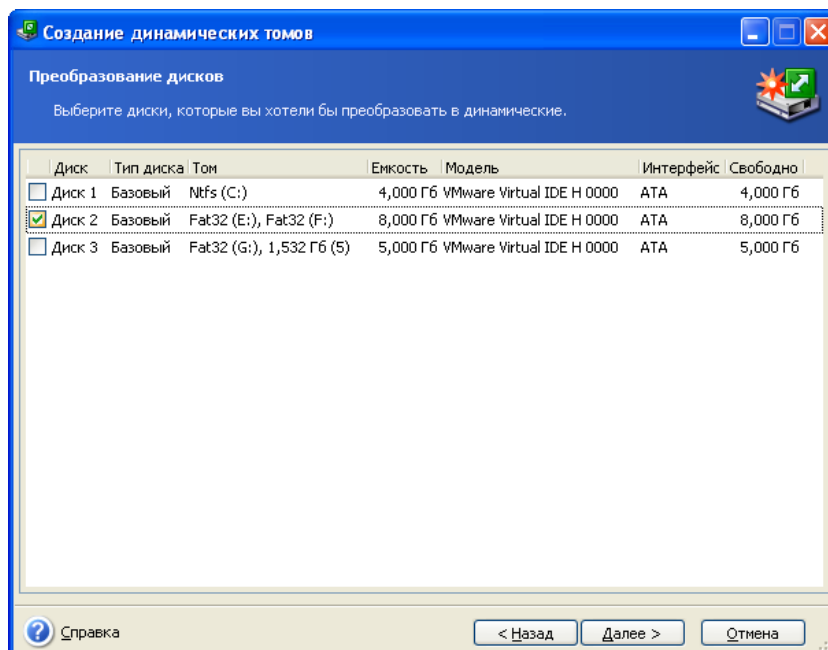 Создание динамических томов
Преобразование дисков
Выберите диски, которые вы хотели бы преобразовать в динамические.
Диск Тип диска Том Емкость Модель Интерфейс Свободно
Диск 1 Базовый Ntfs (C:) 4,000 Гб VMware Virtual IDE H 0000 ATA 4,000 Гб
Диск 2 Базовый Fat32 (E:), Fat32 (F:) 8,000 Гб VMware Virtual IDE H 0000 ATA 8,000 Гб
Диск 3 Базовый Fat32 (G:), 1,532 Гб (5) 5,000 Гб VMware Virtual IDE H 0000 ATA 5,000 Гб
Справка < Назад Далее > Отмена